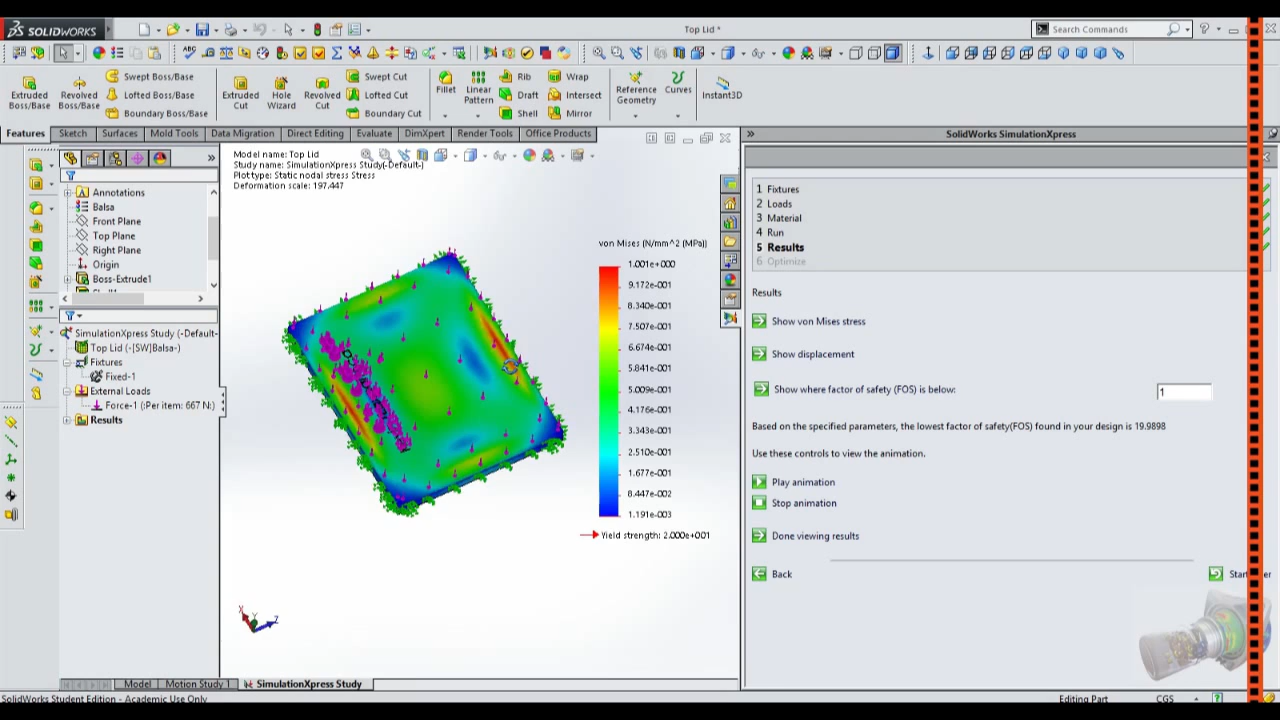 SOLIDWORKS
Top Lid *
Search Commands
Extruded Boss/Base
Revolved Boss/Base
Swept Boss/Base
Lofted Boss/Base
Boundary Boss/Base
Extruded Cut
Hole Wizard
Revolved Cut
Swept Cut
Lofted Cut
Boundary Cut
Fillet
Linear Pattern
Rib
Draft
Shell
Wrap
Intersect
Mirror
Reference Geometry
Curves
Instant3D
Features
Sketch
Surfaces
Mold Tools
Data Migration
Direct Editing
Evaluate
DimXpert
Render Tools
Office Products
SolidWorks SimulationXpress
Annotations
Balsa
Front Plane
Top Plane
Right Plane
Origin
Boss-Extrude1
SimulationXpress Study (-Default-
Top Lid (-[SW]Balsa-)
Fixtures
Fixed-1
External Loads
Force-1 (:Per item: 667 N:)
Results
Model name: Top Lid
Study name: SimulationXpress Study(-Default-)
Plot type: Static nodal stress Stress
Deformation scale: 197.447
von Mises (N/mm^2 (MPa))
1.001e+000
9.172e-001
8.340e-001
7.507e-001
6.674e-001
5.841e-001
5.009e-001
4.176e-001
3.343e-001
2.510e-001
1.677e-001
8.447e-002
1.191e-003
Yield strength: 2.000e+001
1 Fixtures
2 Loads
3 Material
4 Run
5 Results
6 Optimize
Results
Show von Mises stress
Show displacement
Show where factor of safety (FOS) is below:
1
Based on the specified parameters, the lowest factor of safety(FOS) found in your design is 19.9898
Use these controls to view the animation.
Play animation
Stop animation
Done viewing results
Back
Start
X
Y
Z
Model
Motion Study 1
SimulationXpress Study
SolidWorks Student Edition - Academic Use Only
Editing Part
CGS